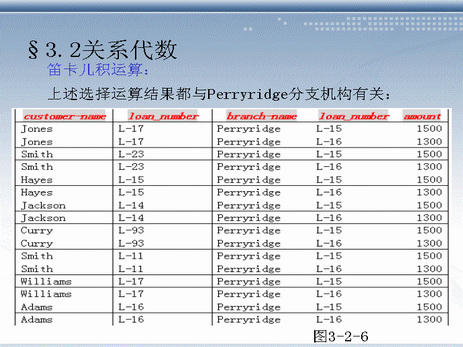 §3.2关系代数
笛卡儿积运算：
上述选择运算结果都与Perryridge分支机构有关：
customer-name loan_number branch-name loan_number amount
Jones L-17 Perryridge L-15 1500
Jones L-17 Perryridge L-16 1300
Smith L-23 Perryridge L-15 1500
Smith L-23 Perryridge L-16 1300
Hayes L-15 Perryridge L-15 1500
Hayes L-15 Perryridge L-16 1300
Jackson L-14 Perryridge L-15 1500
Jackson L-14 Perryridge L-16 1300
Curry L-93 Perryridge L-15 1500
Curry L-93 Perryridge L-16 1300
Smith L-11 Perryridge L-15 1500
Smith L-11 Perryridge L-16 1300
Williams L-17 Perryridge L-15 1500
Williams L-17 Perryridge L-16 1300
Adams L-16 Perryridge L-15 1500
Adams L-16 Perryridge L-16 1300
图3-2-6